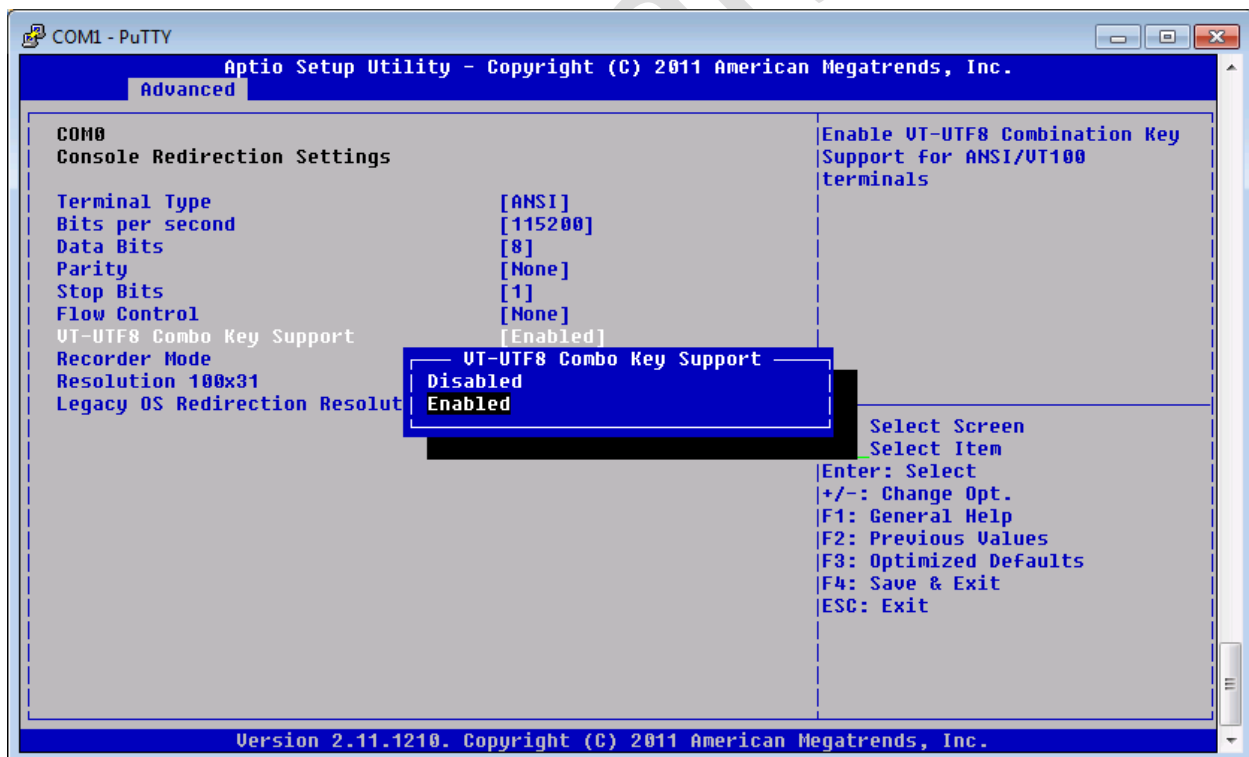 COM1 - PuTTY
Aptio Setup Utility - Copyright (C) 2011 American Megatrends, Inc.
Advanced
COM0
Console Redirection Settings
Terminal Type [ANSI]
Bits per second [115200]
Data Bits [8]
Parity [None]
Stop Bits [1]
Flow Control [None]
VT-UTF8 Combo Key Support [Enabled]
Recorder Mode
Resolution 100x31
Legacy OS Redirection Resolut
VT-UTF8 Combo Key Support
Disabled
Enabled
Enable VT-UTF8 Combination Key
Support for ANSI/VT100
terminals
Select Screen
Select Item
Enter: Select
+/-: Change Opt.
F1: General Help
F2: Previous Values
F3: Optimized Defaults
F4: Save & Exit
ESC: Exit
Version 2.11.1210. Copyright (C) 2011 American Megatrends, Inc.